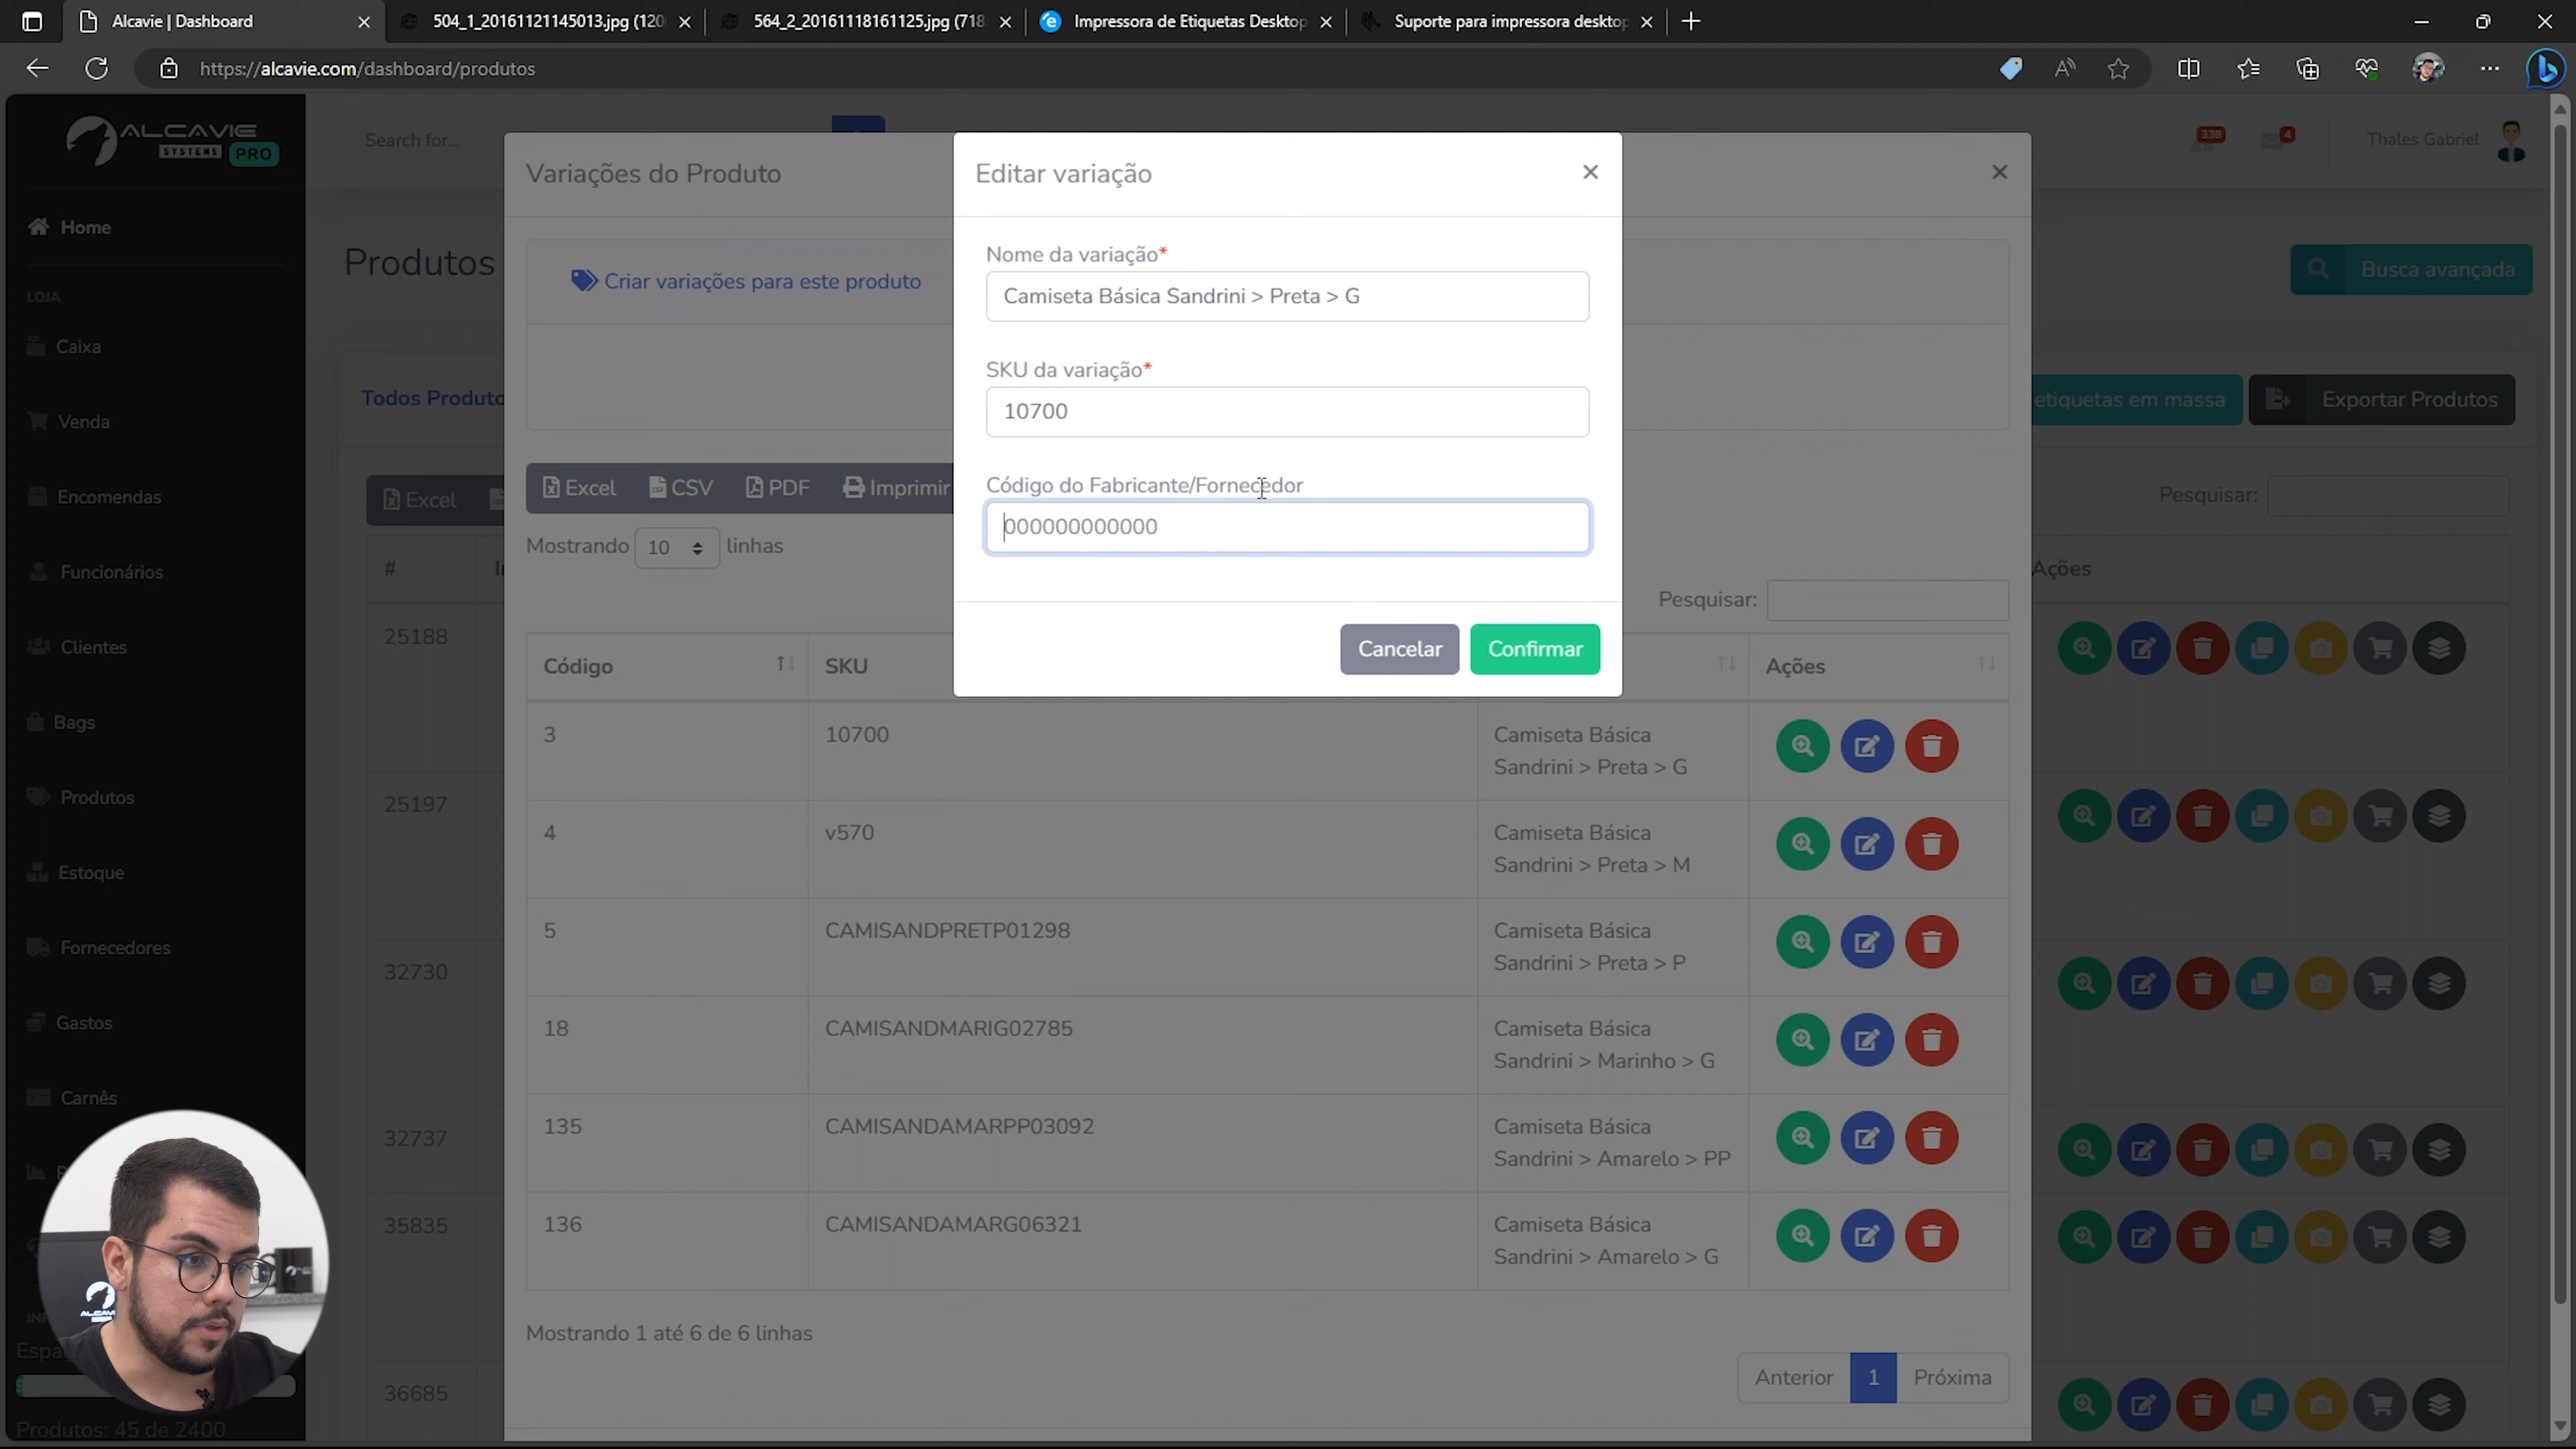 Alcavie | Dashboard
504_1_20161121145013.jpg (120
564_2_20161118161125.jpg (718
Impressora de Etiquetas Desktop
Suporte para impressora desktop
https://alcavie.com/dashboard/produtos
ALCAVIE
SYSTEMS PRO
Search for...
338
4
Thales Gabriel
Home
LOJA
Caixa
Venda
Encomendas
Funcionários
Clientes
Bags
Produtos
Estoque
Fornecedores
Gastos
Carnês
Produtos: 45 de 2400
Produtos
Busca avançada
Todos Produto
etiquetas em massa
Exportar Produtos
Excel
Pesquisar:
#
Ações
25188
25197
32730
32737
35835
36685
Variações do Produto
Criar variações para este produto
Excel CSV PDF Imprimir
Mostrando 10 linhas
Pesquisar:
Código SKU Ações
3 10700 Camiseta Básica
Sandrini > Preta > G
4 v570 Camiseta Básica
Sandrini > Preta > M
5 CAMISANDPRETP01298 Camiseta Básica
Sandrini > Preta > P
18 CAMISANDMARIG02785 Camiseta Básica
Sandrini > Marinho > G
135 CAMISANDAMARPP03092 Camiseta Básica
Sandrini > Amarelo > PP
136 CAMISANDAMARG06321 Camiseta Básica
Sandrini > Amarelo > G
Mostrando 1 até 6 de 6 linhas
Anterior 1 Próxima
Editar variação
Nome da variação*
Camiseta Básica Sandrini > Preta > G
SKU da variação*
10700
Código do Fabricante/Fornecedor
000000000000
Cancelar Confirmar